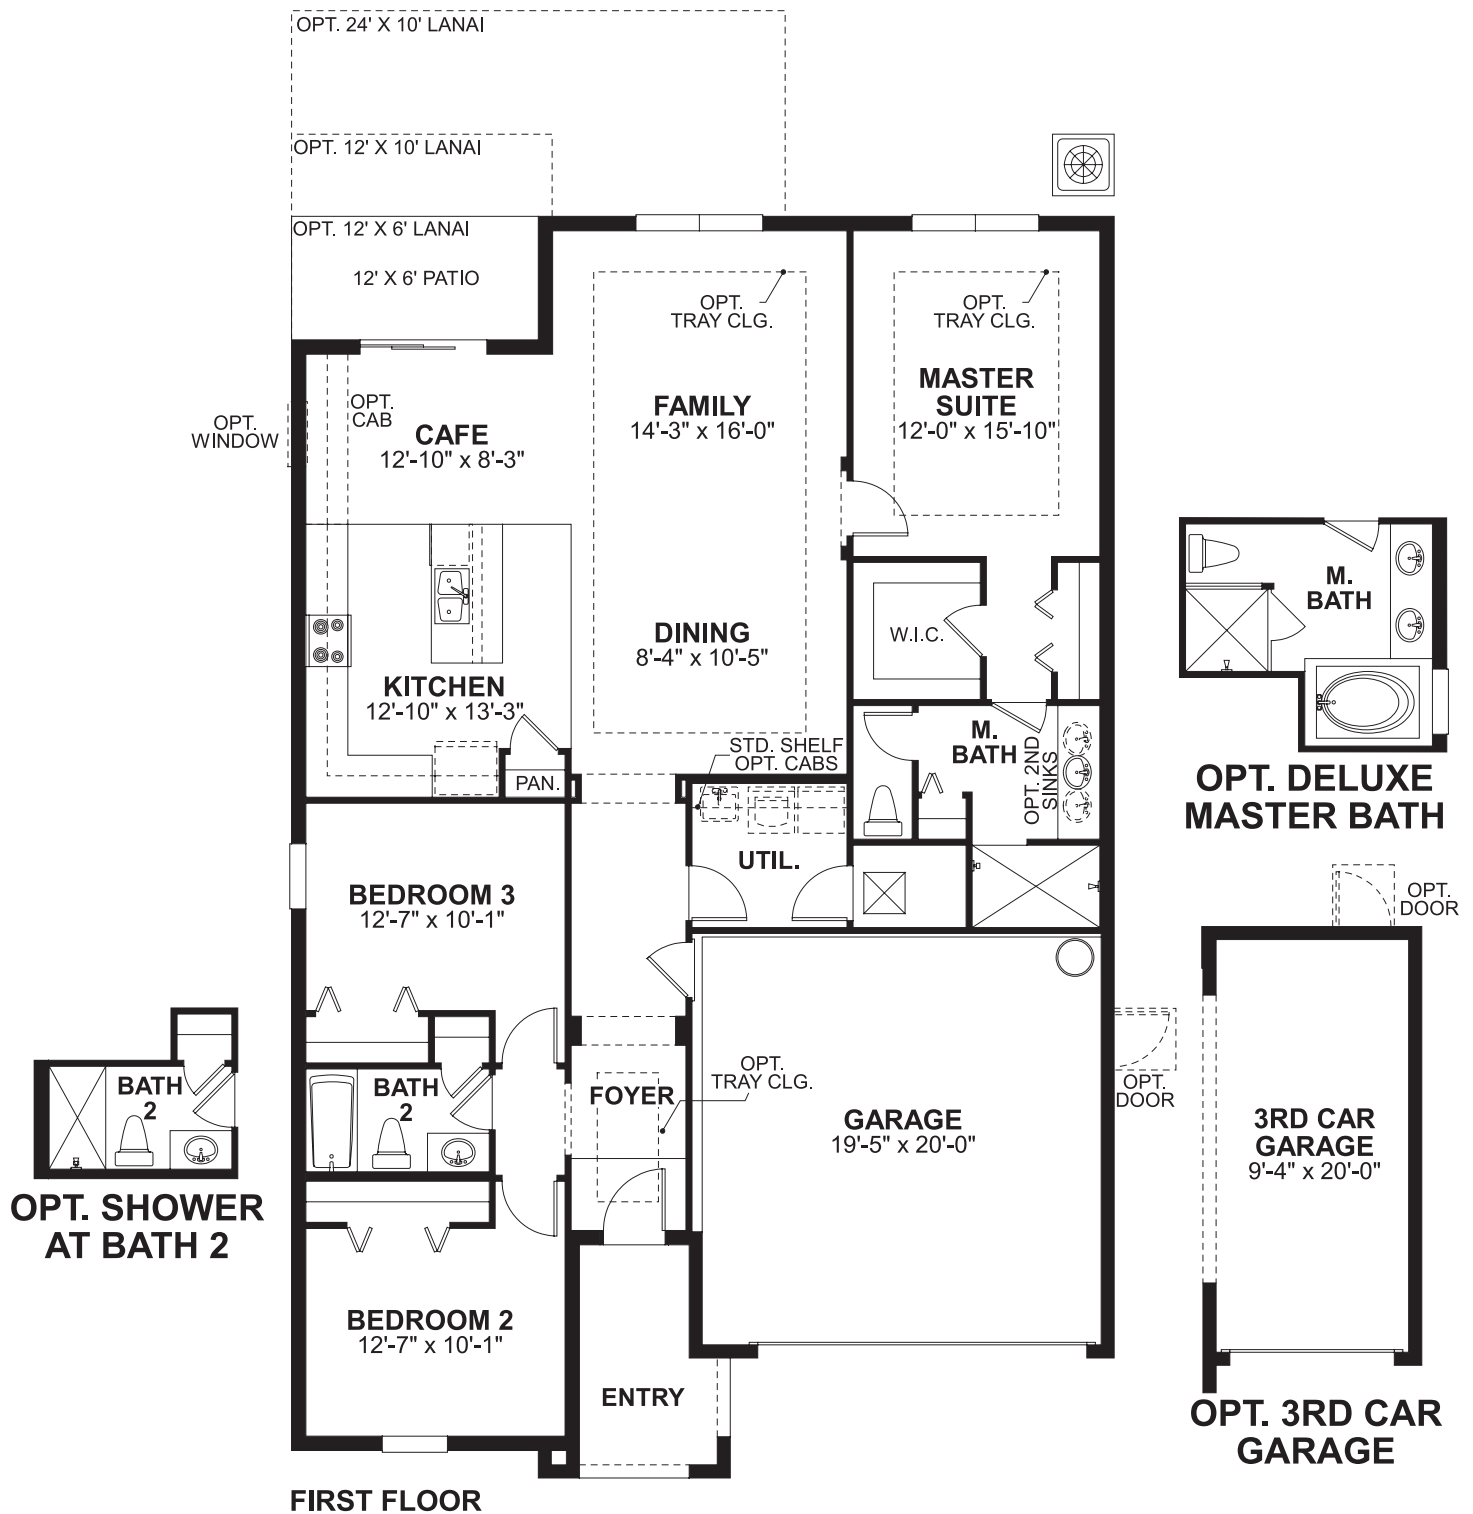 OPT. 24' X 10' LANAI
OPT. 12' X 10' LANAI
OPT. 12' X 6' LANAI
12' X 6' PATIO
OPT.
TRAY CLG.
OPT.
TRAY CLG.
OPT.
WINDOW
OPT.
CAB
CAFE
12'-10" x 8'-3"
FAMILY
14'-3" x 16'-0"
MASTER
SUITE
12'-0" x 15'-10"
DINING
8'-4" x 10'-5"
W.I.C.
KITCHEN
12'-10" x 13'-3"
PAN.
STD. SHELF
OPT. CABS
M.
BATH
OPT. 2ND
SINKS
UTIL.
M.
BATH
OPT. DELUXE
MASTER BATH
BEDROOM 3
12'-7" x 10'-1"
OPT.
DOOR
BATH
2
OPT. SHOWER
AT BATH 2
BATH
2
FOYER
OPT.
TRAY CLG.
GARAGE
19'-5" x 20'-0"
OPT.
DOOR
3RD CAR
GARAGE
9'-4" x 20'-0"
OPT. 3RD CAR
GARAGE
BEDROOM 2
12'-7" x 10'-1"
ENTRY
FIRST FLOOR